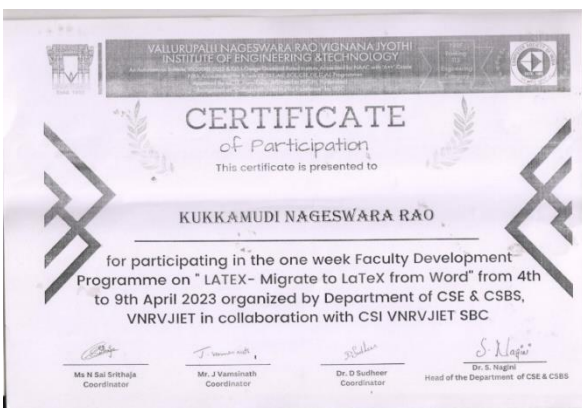 VALLURUPALLI NAGESWARA RAO VIGNANA JYOTHI
INSTITUTE OF ENGINEERING &TECHNOLOGY
CERTIFICATE
of Participation
This certificate is presented to
KUKKAMUDI NAGESWARA RAO
for participating in the one week Faculty Development
Programme on " LATEX- Migrate to LaTeX from Word" from 4th
to 9th April 2023 organized by Department of CSE & CSBS,
VNRVJIET in collaboration with CSI VNRVJIET SBC
J. Vamsinath
S. Nagini
Ms N Sai Srithaja
Coordinator
Mr. J Vamsinath
Coordinator
Dr. D Sudheer
Coordinator
Dr. S. Nagini
Head of the Department of CSE & CSBS